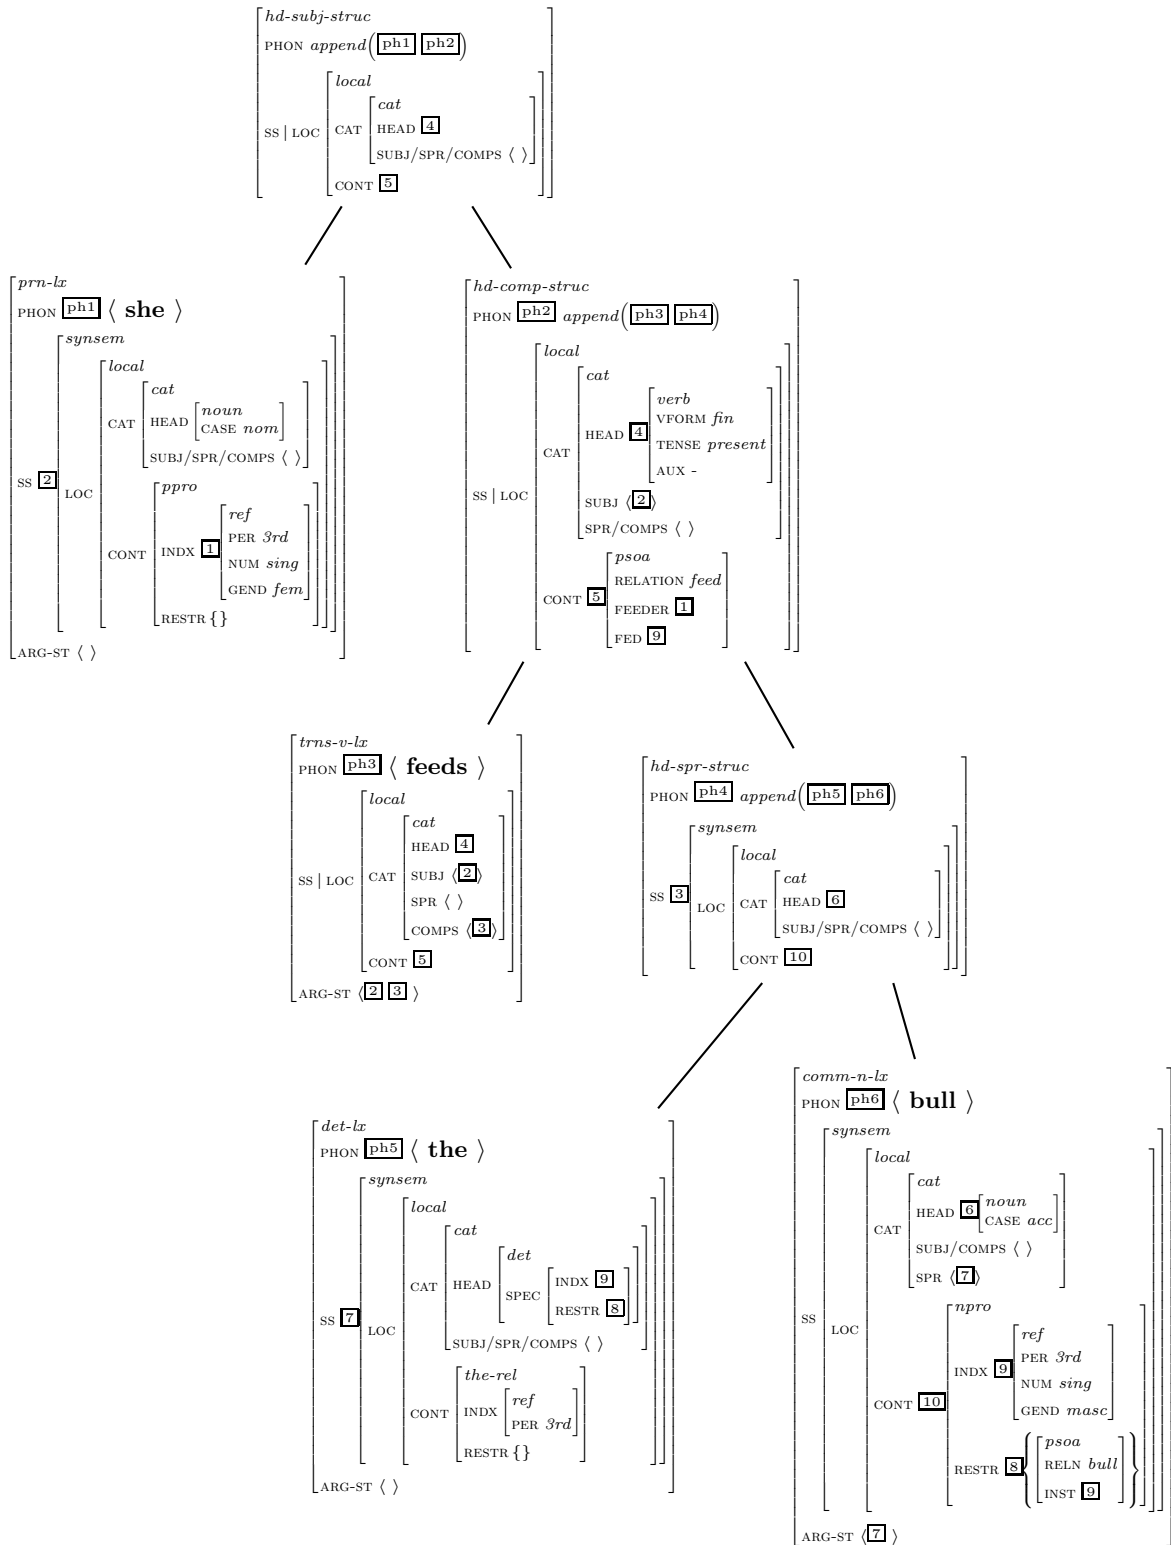 hd-subj-struc
PHON append( ph1 ph2 )
local
cat
SS | LOC CAT HEAD 4
SUBJ/SPR/COMPS ⟨ ⟩
CONT 5
prn-lx
PHON ph1 ⟨ she ⟩
synsem
local
cat
CAT HEAD noun
CASE nom
SUBJ/SPR/COMPS ⟨ ⟩
SS 2 LOC
ppro
CONT INDX 1 ref
PER 3rd
NUM sing
GEND fem
RESTR {}
ARG-ST ⟨ ⟩
hd-comp-struc
PHON ph2 append( ph3 ph4 )
local
cat
CAT HEAD 4 verb
VFORM fin
TENSE present
AUX -
SS | LOC
SUBJ ⟨ 2 ⟩
SPR/COMPS ⟨ ⟩
CONT 5 psoa
RELATION feed
FEEDER 1
FED 9
trns-v-lx
PHON ph3 ⟨ feeds ⟩
local
cat
HEAD 4
SS | LOC CAT SUBJ ⟨ 2 ⟩
SPR ⟨ ⟩
COMPS ⟨ 3 ⟩
CONT 5
ARG-ST ⟨ 2 3 ⟩
hd-spr-struc
PHON ph4 append( ph5 ph6 )
synsem
local
cat
SS 3 LOC CAT HEAD 6
SUBJ/SPR/COMPS ⟨ ⟩
CONT 10
det-lx
PHON ph5 ⟨ the ⟩
synsem
local
cat
CAT HEAD det
SPEC INDX 9
RESTR 8
SS 7 LOC
SUBJ/SPR/COMPS ⟨ ⟩
the-rel
CONT INDX ref
PER 3rd
RESTR {}
ARG-ST ⟨ ⟩
comm-n-lx
PHON ph6 ⟨ bull ⟩
synsem
local
cat
CAT HEAD 6 noun
CASE acc
SUBJ/COMPS ⟨ ⟩
SPR ⟨ 7 ⟩
SS LOC
npro
CONT 10 INDX 9 ref
PER 3rd
NUM sing
GEND masc
RESTR 8 { psoa
RELN bull
INST 9 }
ARG-ST ⟨ 7 ⟩